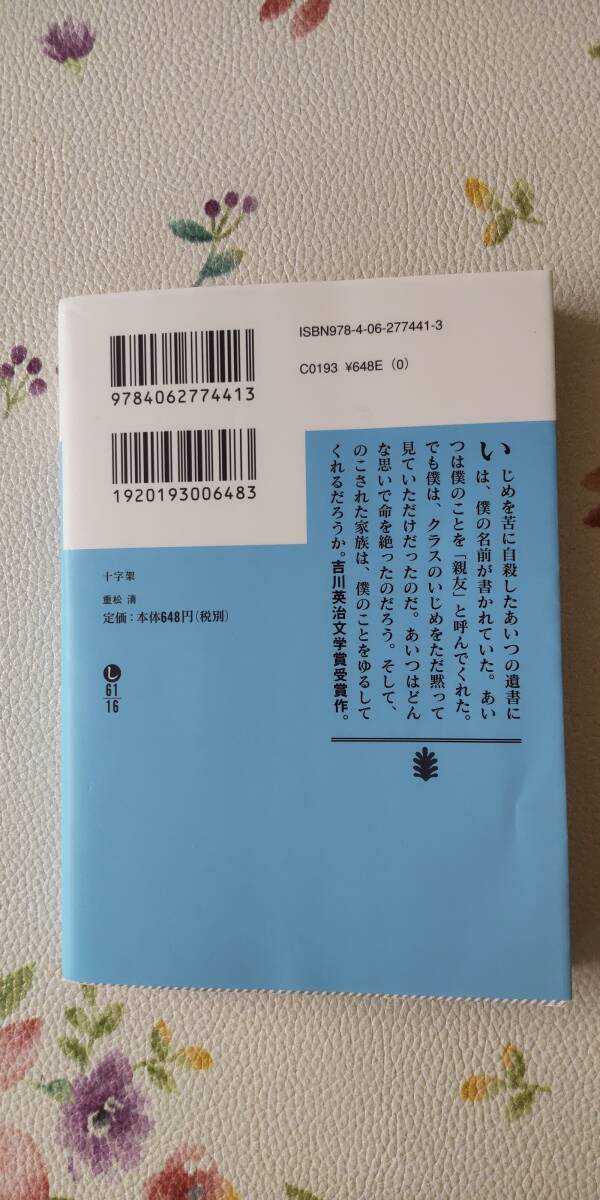 ISBN978-4-06-277441-3
C0193 ¥648E (0)
9784062774413
1920193006483
いじめを苦に自殺したあいつの遺書に
は、僕の名前が書かれていた。あい
つは僕のことを「親友」と呼んでくれた。
でも僕は、クラスのいじめをただ黙って
見ていただけだったのだ。あいつはどん
な思いで命を絶ったのだろう。そして、
のこされた家族は、僕のことをゆるして
くれるだろうか。吉川英治文学賞受賞作。
十字架
重松 清
定価：本体648円（税別）
し
61
16